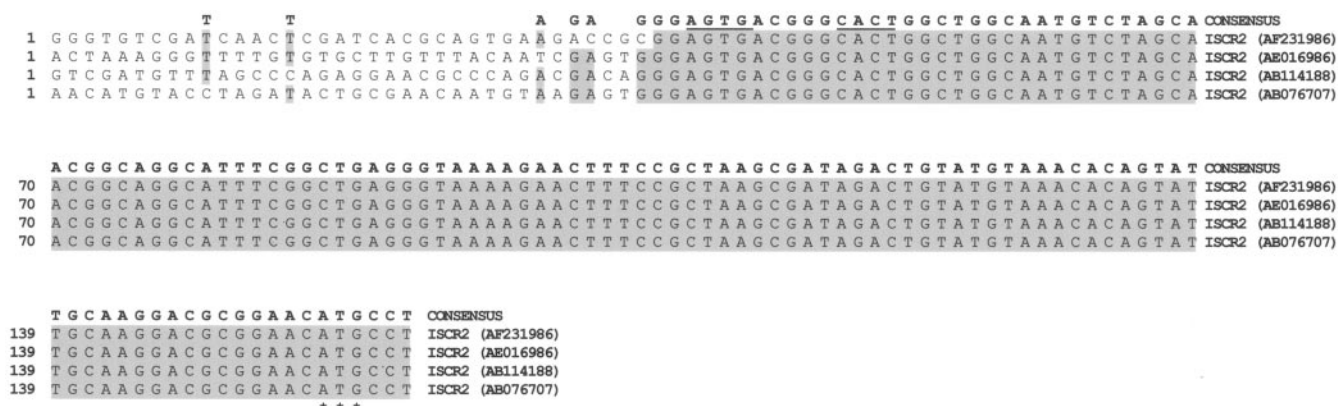 T T A GA GGGAGTGACGGGCACTGGCTGGCAATGTCTAGCA CONSENSUS
1 GGGTGTCGATCAACTCGATCACGCAGTGAAGACCGCGGAGTGACGGGCACTGGCTGGCAATGTCTAGCA ISCR2 (AF231986)
1 ACTAAAGGGTTTTGTGTGCTTGTTTACAATCGAGTGGGAGTGACGGGCACTGGCTGGCAATGTCTAGCA ISCR2 (AE016986)
1 GTCGATGTTTAGCCCAGAGGAACGCCCAGACGACAGGGAGTGACGGGCACTGGCTGGCAATGTCTAGCA ISCR2 (AB114188)
1 AACATGTACCTAGATACTGCGAACAATGTAAGAGTGGGAGTGACGGGCACTGGCTGGCAATGTCTAGCA ISCR2 (AB076707)
ACGGCAGGCATTTCGGCTGAGGGTAAAAGAACTTTCCGCTAAGCGATAGACTGTATGTAAACACAGTAT CONSENSUS
70 ACGGCAGGCATTTCGGCTGAGGGTAAAAGAACTTTCCGCTAAGCGATAGACTGTATGTAAACACAGTAT ISCR2 (AF231986)
70 ACGGCAGGCATTTCGGCTGAGGGTAAAAGAACTTTCCGCTAAGCGATAGACTGTATGTAAACACAGTAT ISCR2 (AE016986)
70 ACGGCAGGCATTTCGGCTGAGGGTAAAAGAACTTTCCGCTAAGCGATAGACTGTATGTAAACACAGTAT ISCR2 (AB114188)
70 ACGGCAGGCATTTCGGCTGAGGGTAAAAGAACTTTCCGCTAAGCGATAGACTGTATGTAAACACAGTAT ISCR2 (AB076707)
TGCAAGGACGCGGAACATGCCT CONSENSUS
139 TGCAAGGACGCGGAACATGCCT ISCR2 (AF231986)
139 TGCAAGGACGCGGAACATGCCT ISCR2 (AE016986)
139 TGCAAGGACGCGGAACATGCCT ISCR2 (AB114188)
139 TGCAAGGACGCGGAACATGCCT ISCR2 (AB076707)
* * *